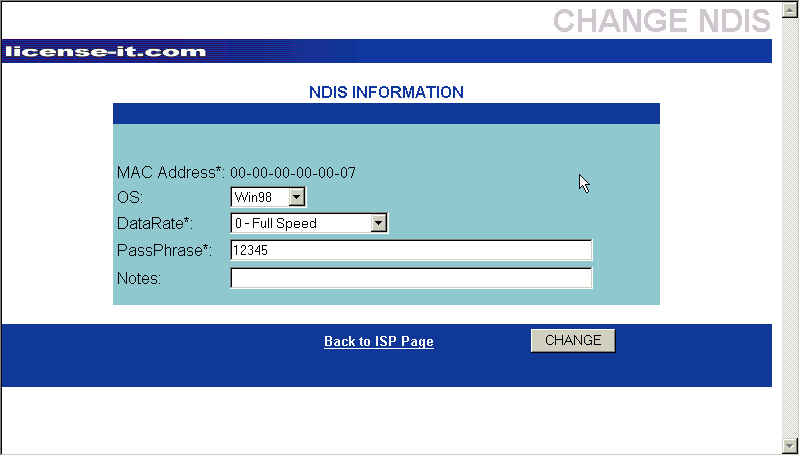 CHANGE NDIS
license-it.com
NDIS INFORMATION
MAC Address*: 00-00-00-00-00-07
OS: Win98
DataRate*: 0 - Full Speed
PassPhrase*: 12345
Notes:
Back to ISP Page CHANGE